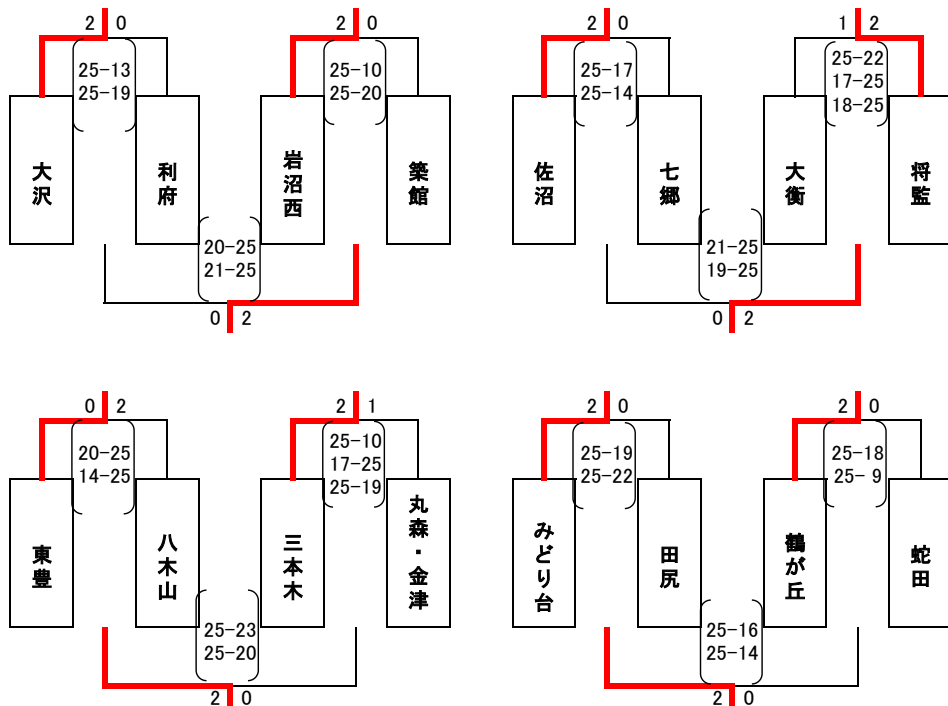 2 0
25-13
25-19
2 0
25-10
25-20
大沢
利府
岩沼西
築館
20-25
21-25
0 2
2 0
25-17
25-14
1 2
25-22
17-25
18-25
佐沼
七郷
大衡
将監
21-25
19-25
0 2
0 2
20-25
14-25
2 1
25-10
17-25
25-19
東豊
八木山
三本木
丸森・金津
25-23
25-20
2 0
2 0
25-19
25-22
2 0
25-18
25- 9
みどり台
田尻
鶴が丘
蛇田
25-16
25-14
2 0